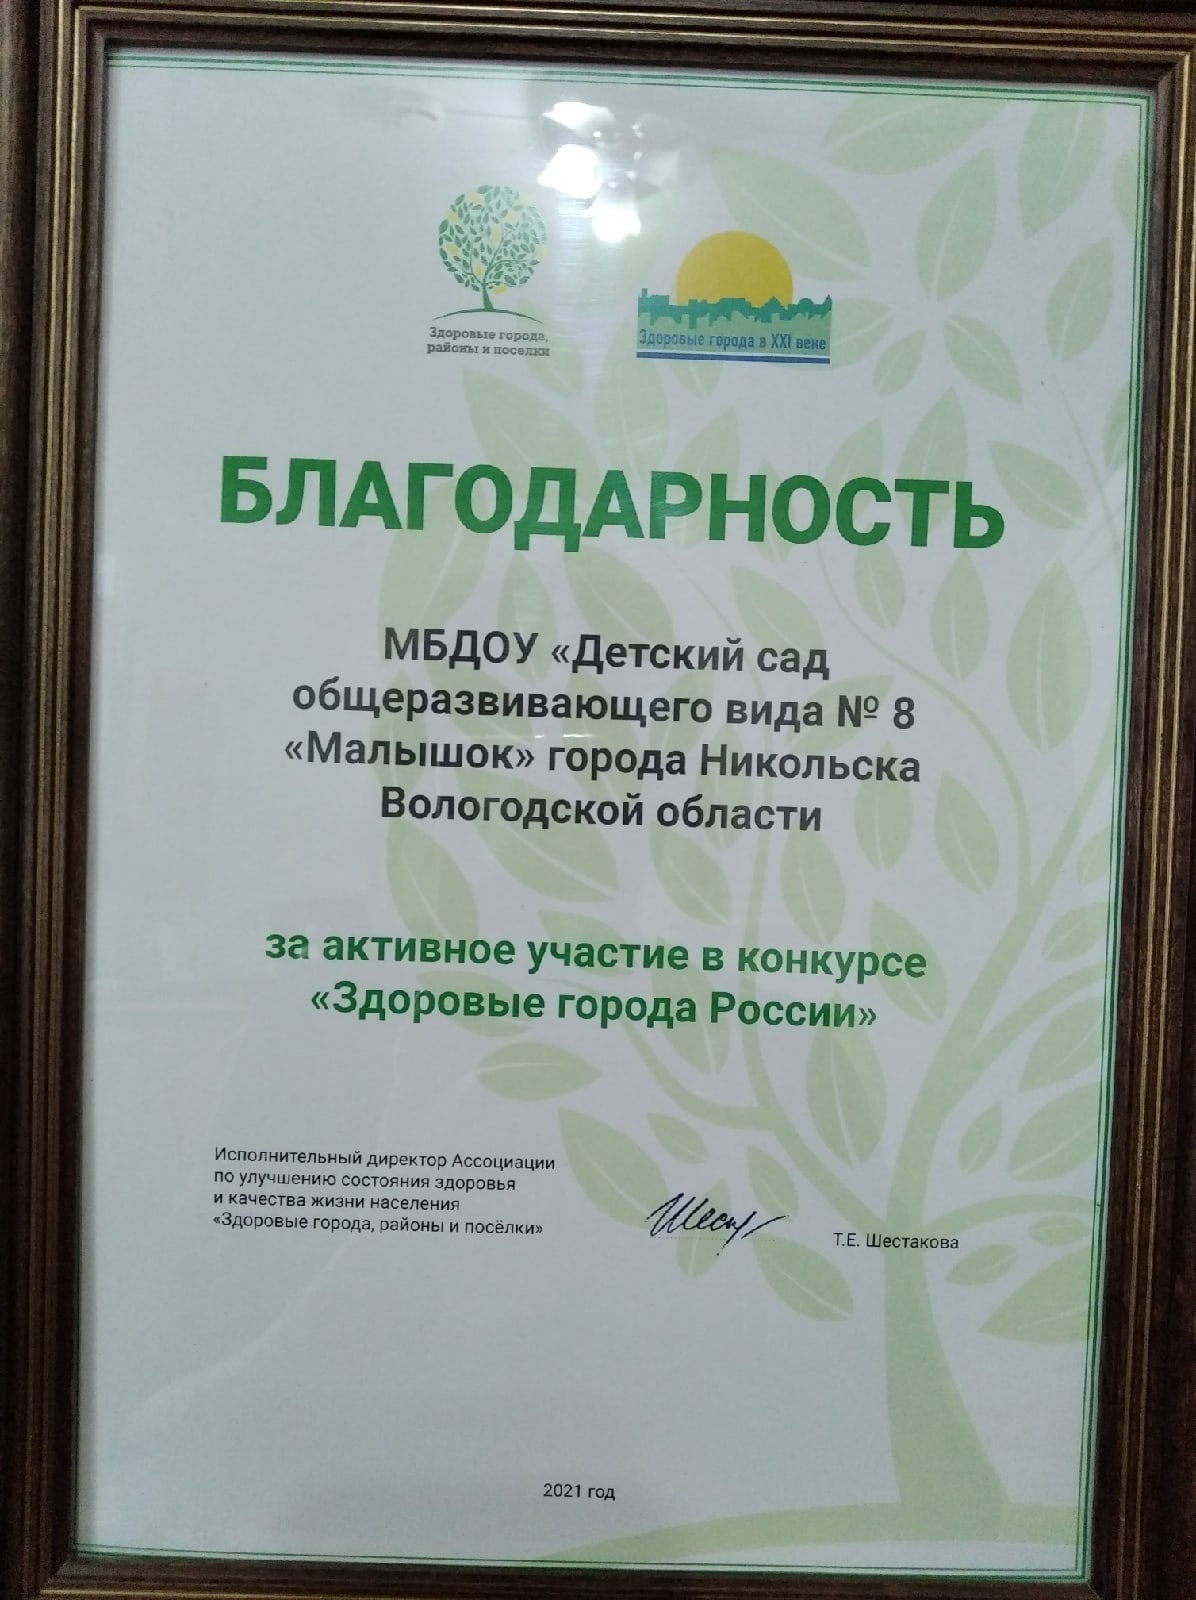 Здоровые города,
районы и поселки
Здоровые города в XXI веке
БЛАГОДАРНОСТЬ
МБДОУ «Детский сад
общеразвивающего вида № 8
«Малышок» города Никольска
Вологодской области
за активное участие в конкурсе
«Здоровые города России»
Исполнительный директор Ассоциации
по улучшению состояния здоровья
и качества жизни населения
«Здоровые города, районы и посёлки»
Т.Е. Шестакова
2021 год